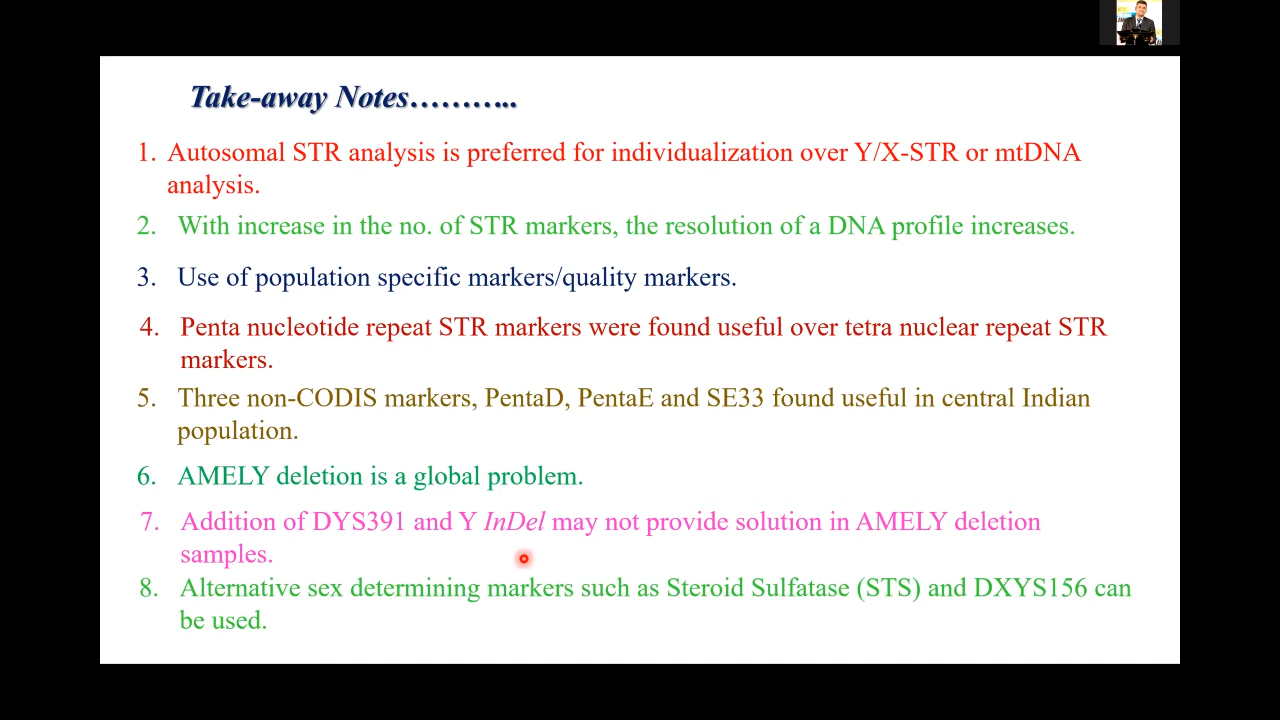 Take-away Notes………..
1. Autosomal STR analysis is preferred for individualization over Y/X-STR or mtDNA
analysis.
2. With increase in the no. of STR markers, the resolution of a DNA profile increases.
3. Use of population specific markers/quality markers.
4. Penta nucleotide repeat STR markers were found useful over tetra nuclear repeat STR
markers.
5. Three non-CODIS markers, PentaD, PentaE and SE33 found useful in central Indian
population.
6. AMELY deletion is a global problem.
7. Addition of DYS391 and Y InDel may not provide solution in AMELY deletion
samples.
8. Alternative sex determining markers such as Steroid Sulfatase (STS) and DXYS156 can
be used.